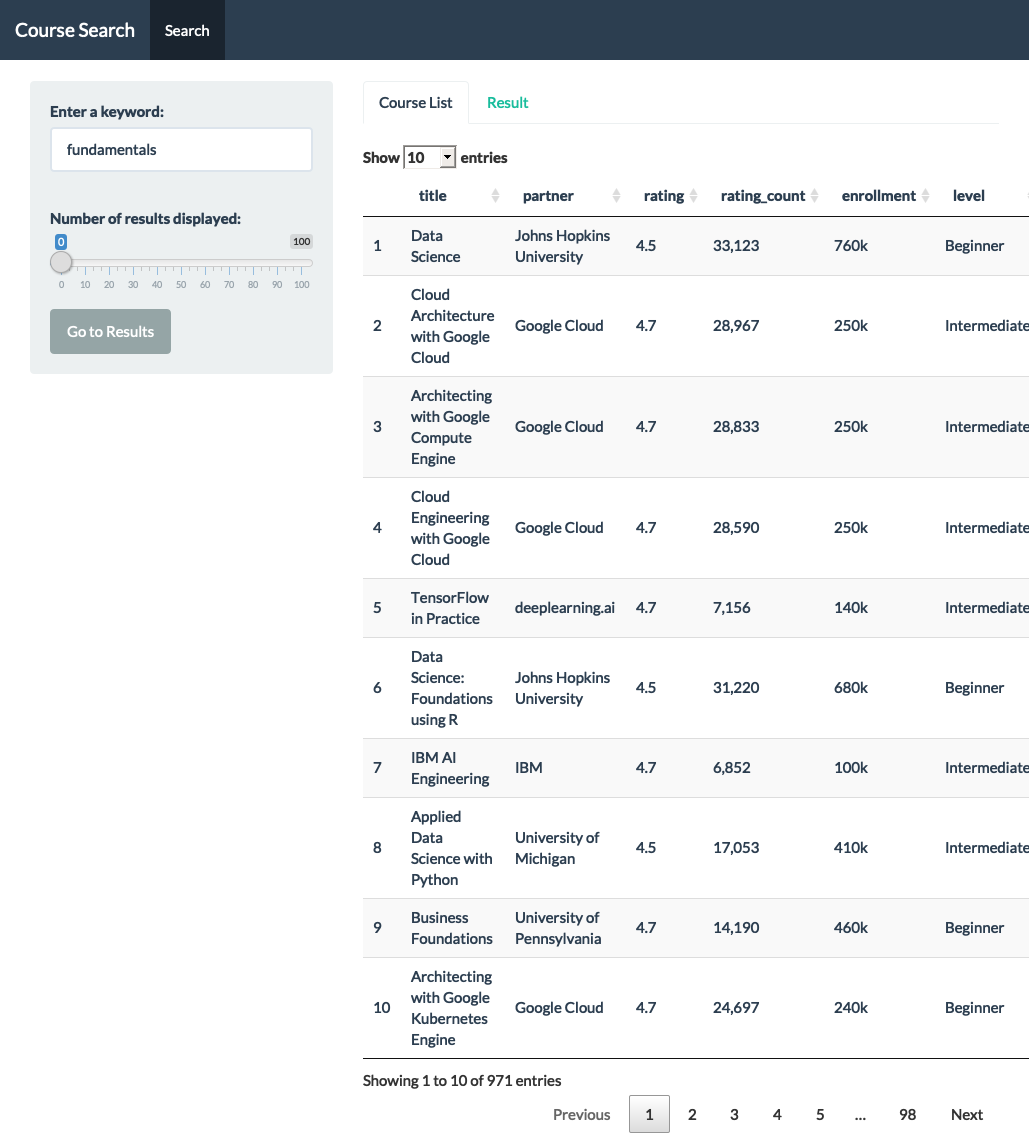 Course Search Search
Enter a keyword:
fundamentals
Number of results displayed:
0 100
0 10 20 30 40 50 60 70 80 90 100
Go to Results
Course List Result
Show 10 entries
title partner rating rating_count enrollment level
1 Data Science Johns Hopkins University 4.5 33,123 760k Beginner
2 Cloud Architecture with Google Cloud Google Cloud 4.7 28,967 250k Intermediate
3 Architecting with Google Compute Engine Google Cloud 4.7 28,833 250k Intermediate
4 Cloud Engineering with Google Cloud Google Cloud 4.7 28,590 250k Intermediate
5 TensorFlow in Practice deeplearning.ai 4.7 7,156 140k Intermediate
6 Data Science: Foundations using R Johns Hopkins University 4.5 31,220 680k Beginner
7 IBM AI Engineering IBM 4.7 6,852 100k Intermediate
8 Applied Data Science with Python University of Michigan 4.5 17,053 410k Intermediate
9 Business Foundations University of Pennsylvania 4.7 14,190 460k Beginner
10 Architecting with Google Kubernetes Engine Google Cloud 4.7 24,697 240k Beginner
Showing 1 to 10 of 971 entries
Previous 1 2 3 4 5 ... 98 Next